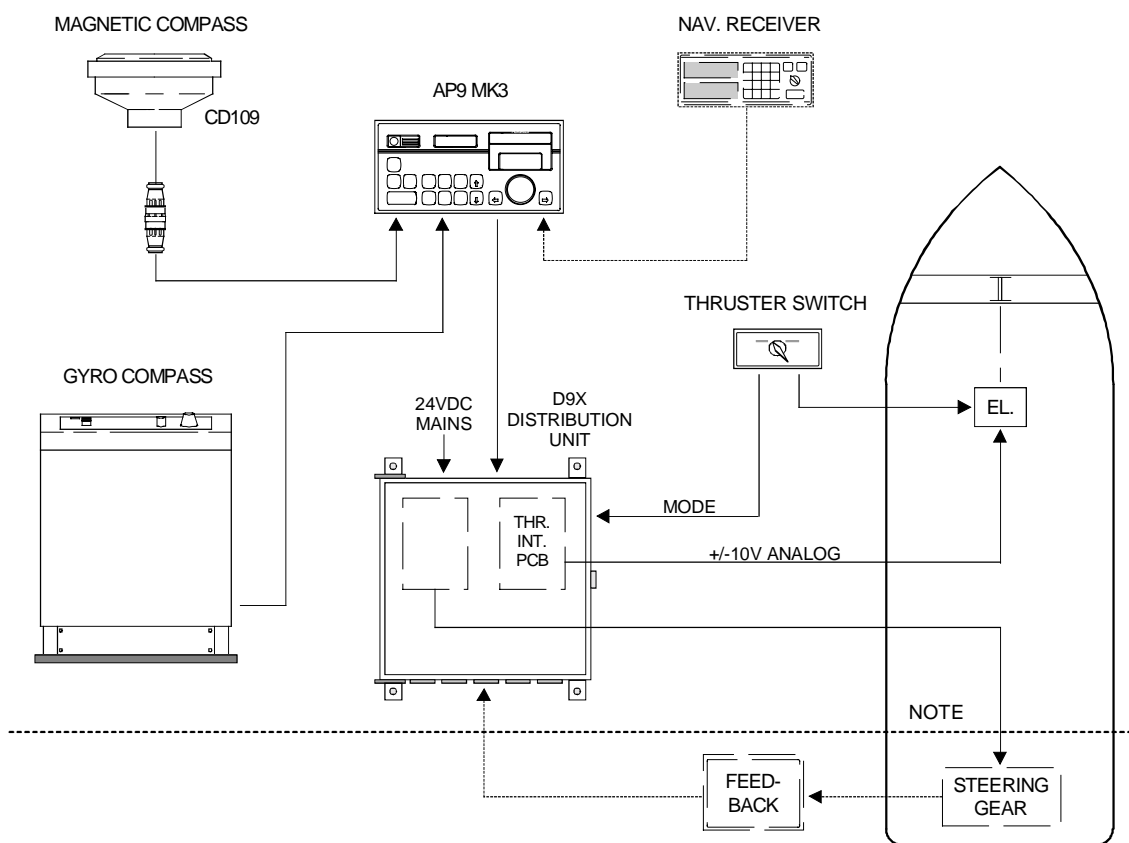 MAGNETIC COMPASS
NAV. RECEIVER
AP9 MK3
CD109
THRUSTER SWITCH
GYRO COMPASS
24VDC
MAINS
D9X
DISTRIBUTION
UNIT
EL.
MODE
THR.
INT.
PCB
+/-10V ANALOG
NOTE
FEED-
BACK
STEERING
GEAR